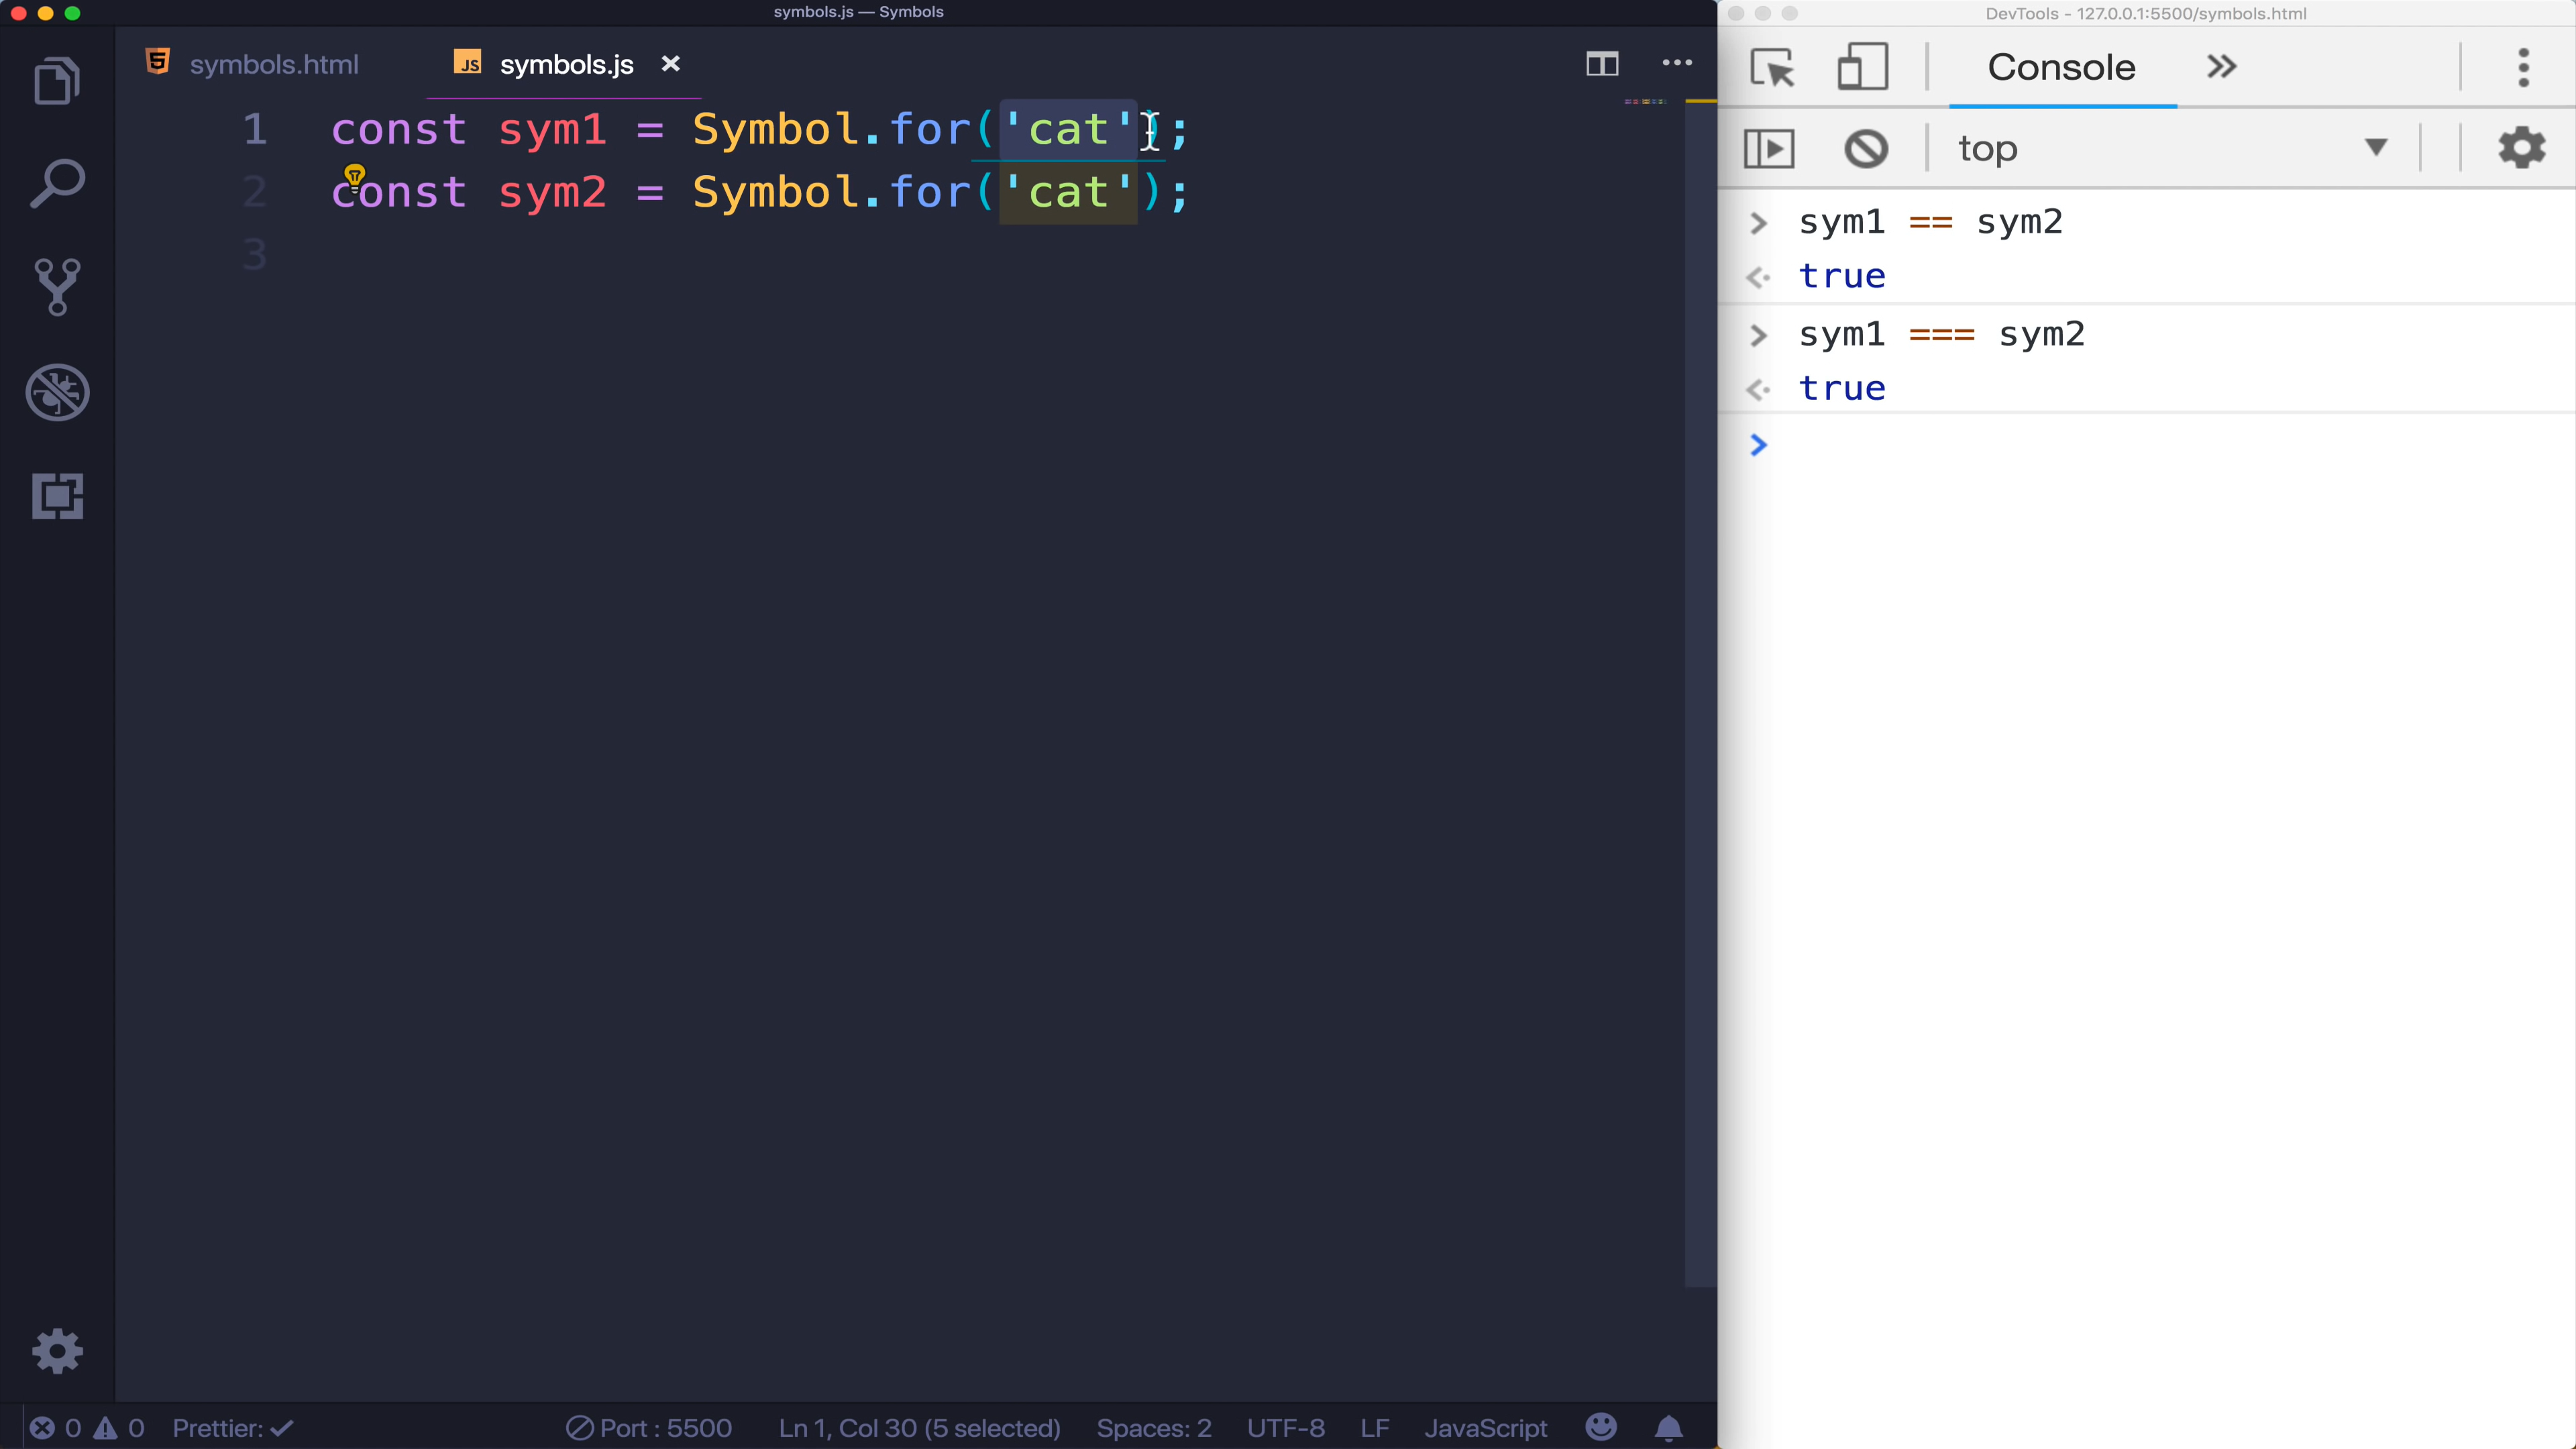 symbols.js — Symbols
symbols.html
JS symbols.js
1 const sym1 = Symbol.for('cat');
2 const sym2 = Symbol.for('cat');
3
0 0 Prettier: Port : 5500 Ln 1, Col 30 (5 selected) Spaces: 2 UTF-8 LF JavaScript
DevTools - 127.0.0.1:5500/symbols.html
Console
top
> sym1 == sym2
true
> sym1 === sym2
true
>